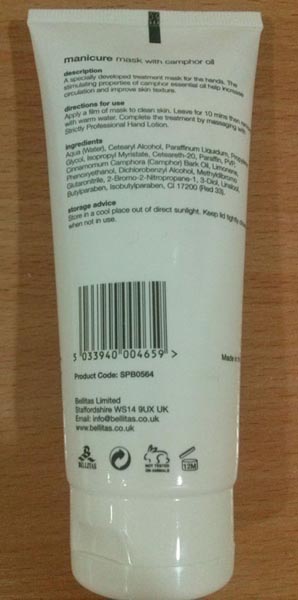 manicure mask with camphor oil
description
A specially developed treatment mask for the hands. The
stimulating properties of camphor essential oil help increase
circulation and improve skin texture.
directions for use
Apply a film of mask to clean skin. Leave for 10 mins then
with warm water. Complete the treatment by massaging with
Strictly Professional Hand Lotion.
ingredients
Aqua (Water), Cetearyl Alcohol, Paraffinum Liquidum,
Glycol, Isopropyl Myristate, Ceteareth-20, Paraffin,
Cinnamomum Camphora (Camphor) Bark Oil, Limonene,
Phenoxyethanol, Dichlorobenzyl Alcohol, Methyldibromo
Glutaronitrile, 2-Bromo-2-Nitropropane-1, 3-Diol, Linalool,
Butylparaben, Isobutylparaben, CI 17200 (Red 33).
storage advice
Store in a cool place out of direct sunlight. Keep lid tightly
when not in use.
5 033940 004659 >
Made in
Product Code: SPB0564
Bellitas Limited
Staffordshire WS14 9UX UK
Email: info@bellitas.co.uk
www.bellitas.co.uk
BELLITAS
NOT TESTED
ON ANIMALS
12M